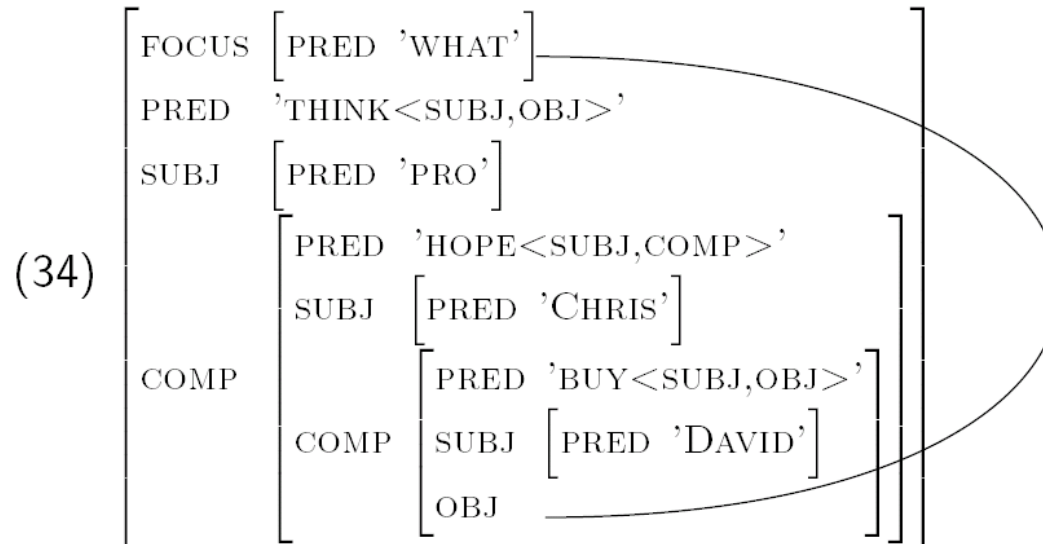 FOCUS [PRED 'WHAT']
PRED 'THINK<SUBJ,OBJ>'
SUBJ [PRED 'PRO']
PRED 'HOPE<SUBJ,COMP>'
(34)
SUBJ [PRED 'CHRIS']
COMP PRED 'BUY<SUBJ,OBJ>'
COMP SUBJ [PRED 'DAVID']
OBJ